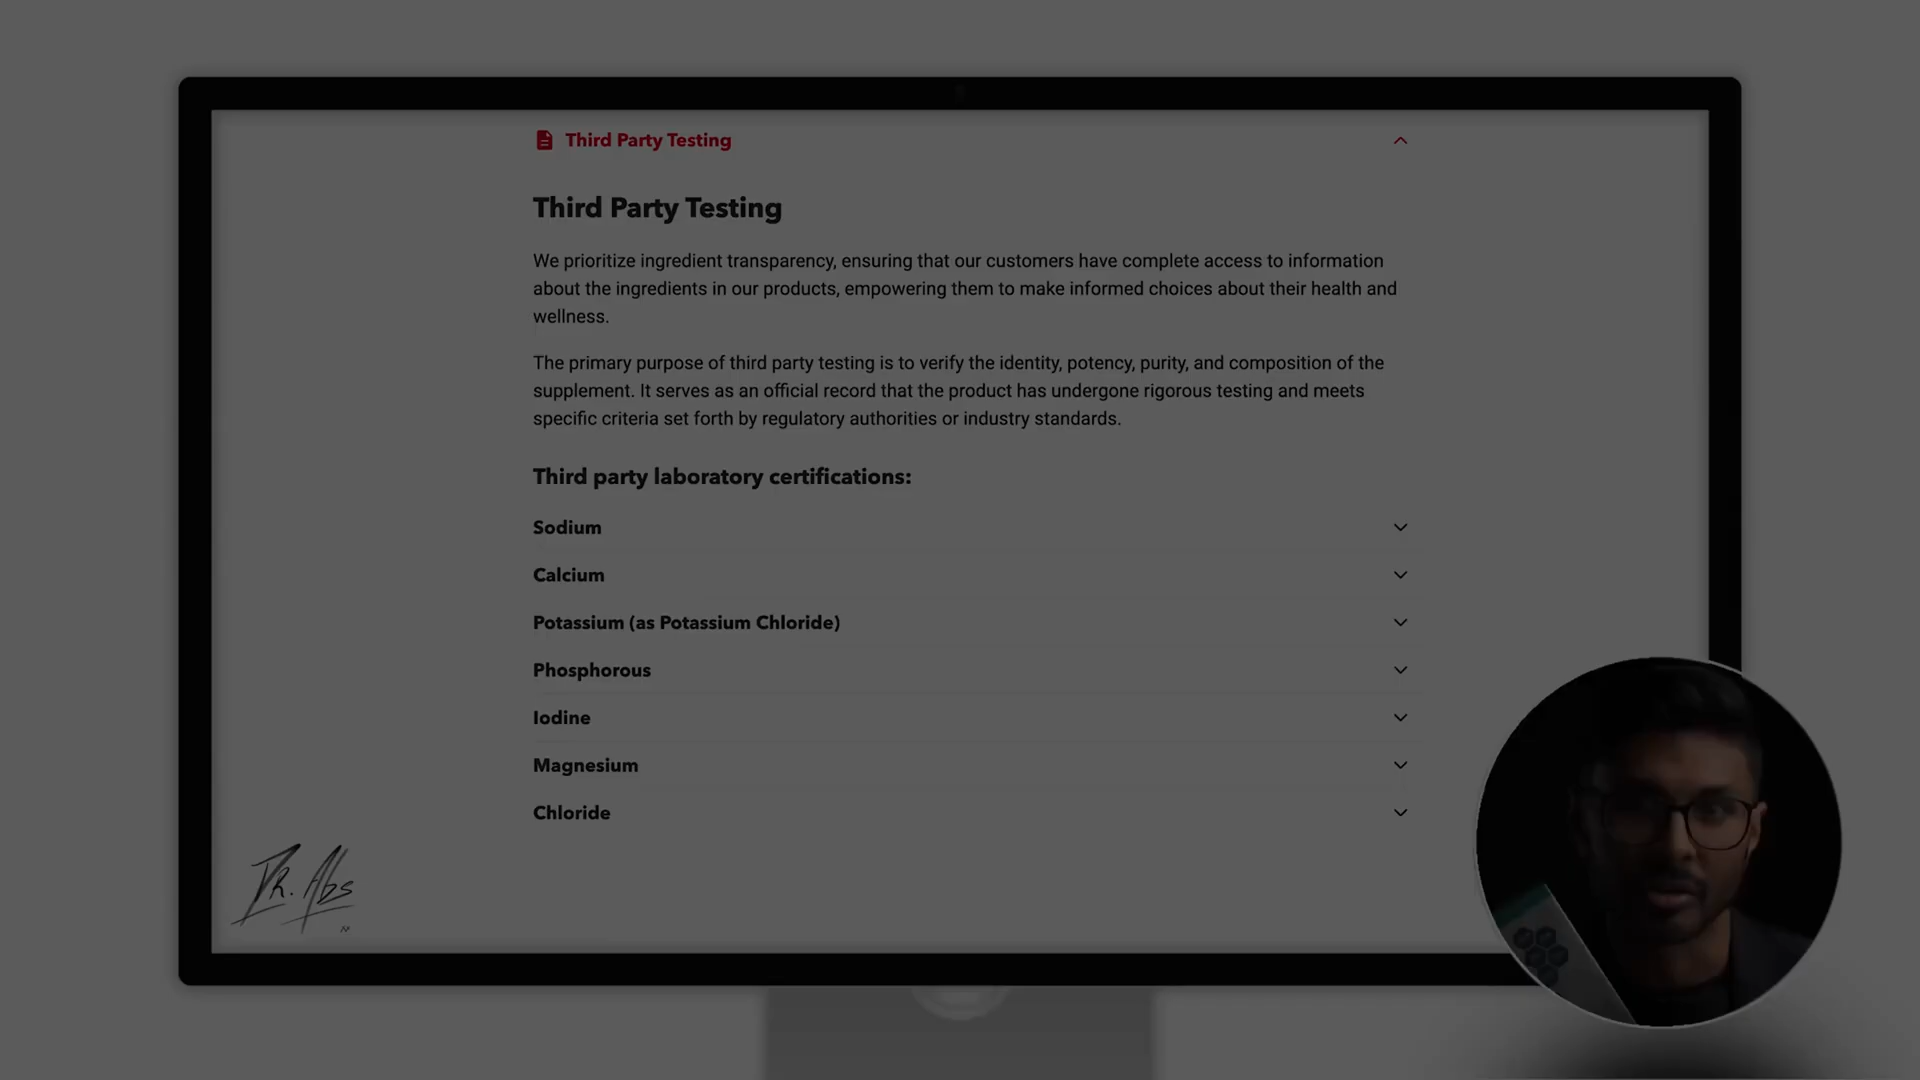 Third Party Testing
Third Party Testing
We prioritize ingredient transparency, ensuring that our customers have complete access to information
about the ingredients in our products, empowering them to make informed choices about their health and
wellness.
The primary purpose of third party testing is to verify the identity, potency, purity, and composition of the
supplement. It serves as an official record that the product has undergone rigorous testing and meets
specific criteria set forth by regulatory authorities or industry standards.
Third party laboratory certifications:
Sodium
Calcium
Potassium (as Potassium Chloride)
Phosphorous
Iodine
Magnesium
Chloride
Dr. Abs